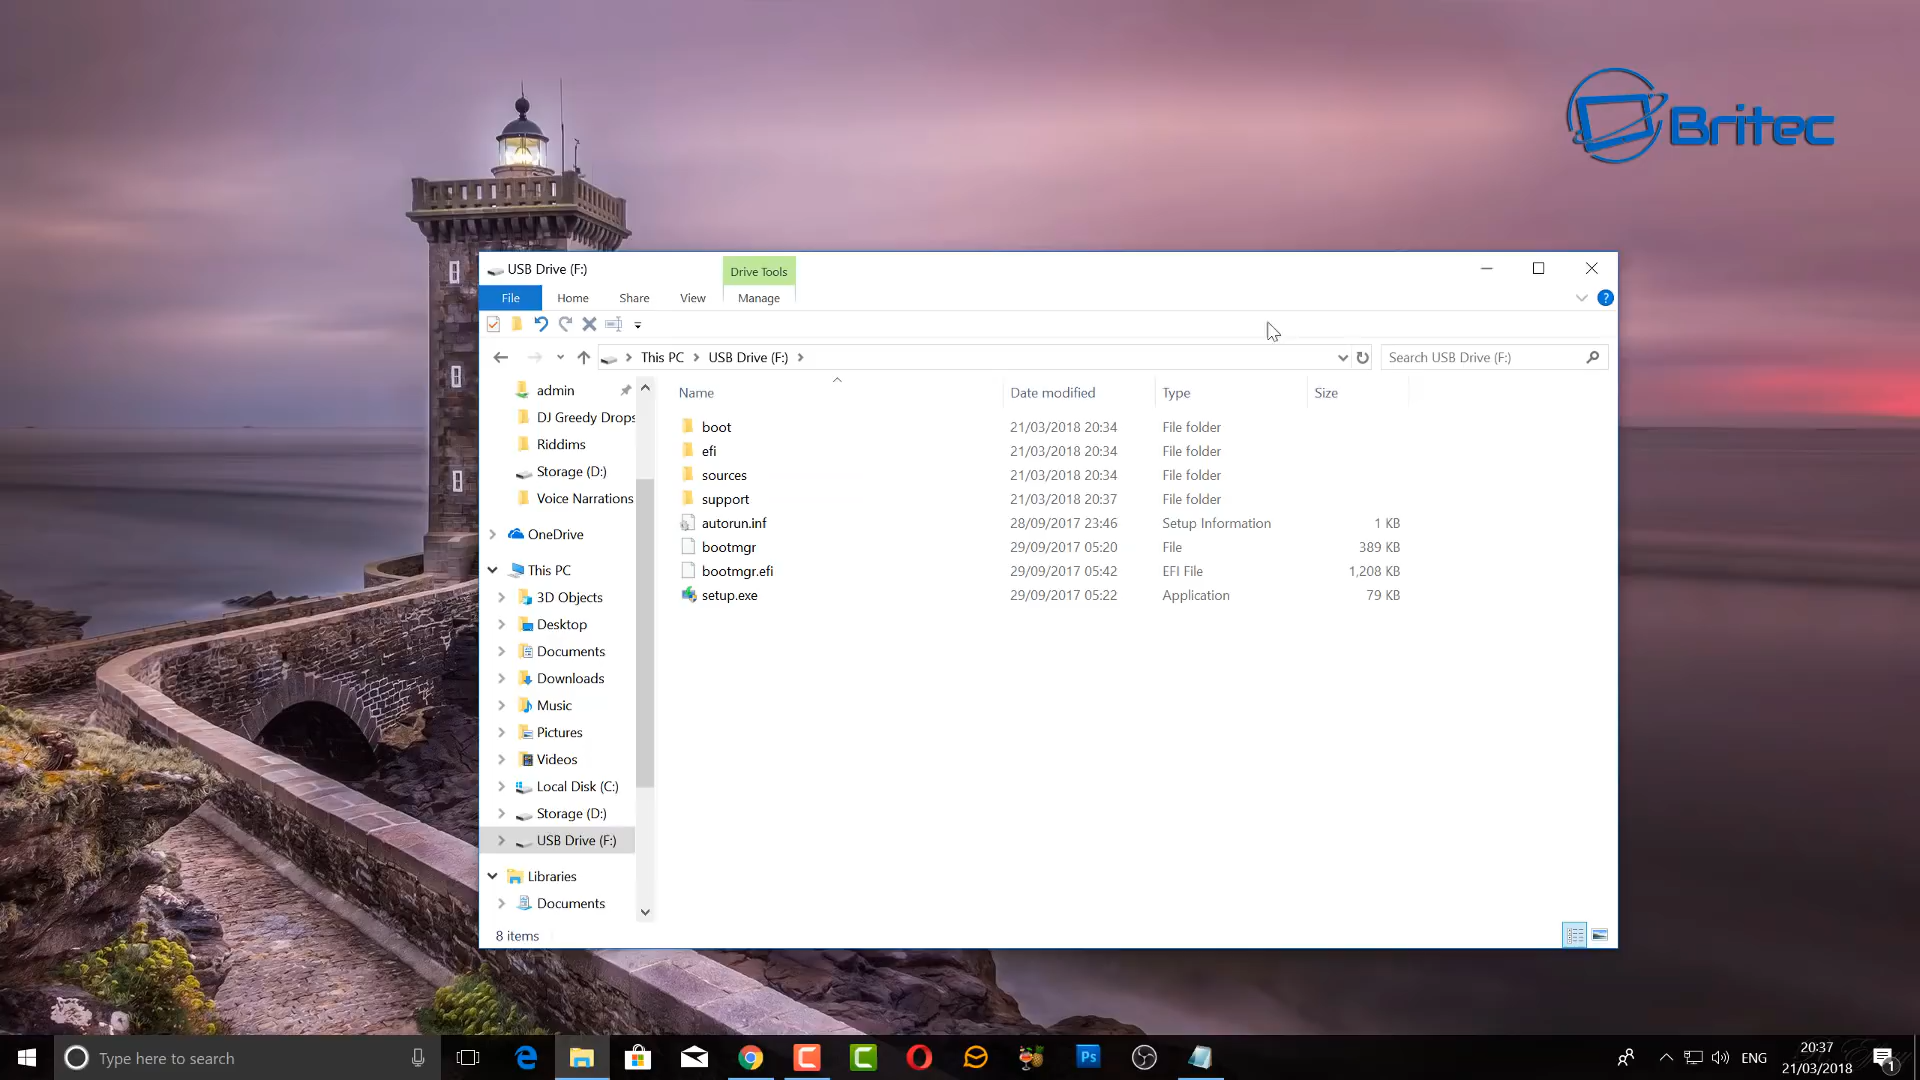 Britec
USB Drive (F:)
Drive Tools
File
Home
Share
View
Manage
This PC
USB Drive (F:)
Search USB Drive (F:)
Name
Date modified
Type
Size
admin
DJ Greedy Drops
Riddims
Storage (D:)
Voice Narrations
OneDrive
This PC
3D Objects
Desktop
Documents
Downloads
Music
Pictures
Videos
Local Disk (C:)
Storage (D:)
USB Drive (F:)
Libraries
Documents
boot 21/03/2018 20:34 File folder
efi 21/03/2018 20:34 File folder
sources 21/03/2018 20:34 File folder
support 21/03/2018 20:37 File folder
autorun.inf 28/09/2017 23:46 Setup Information 1 KB
bootmgr 29/09/2017 05:20 File 389 KB
bootmgr.efi 29/09/2017 05:42 EFI File 1,208 KB
setup.exe 29/09/2017 05:22 Application 79 KB
8 items
Type here to search
Ps
ENG
20:37
21/03/2018
1